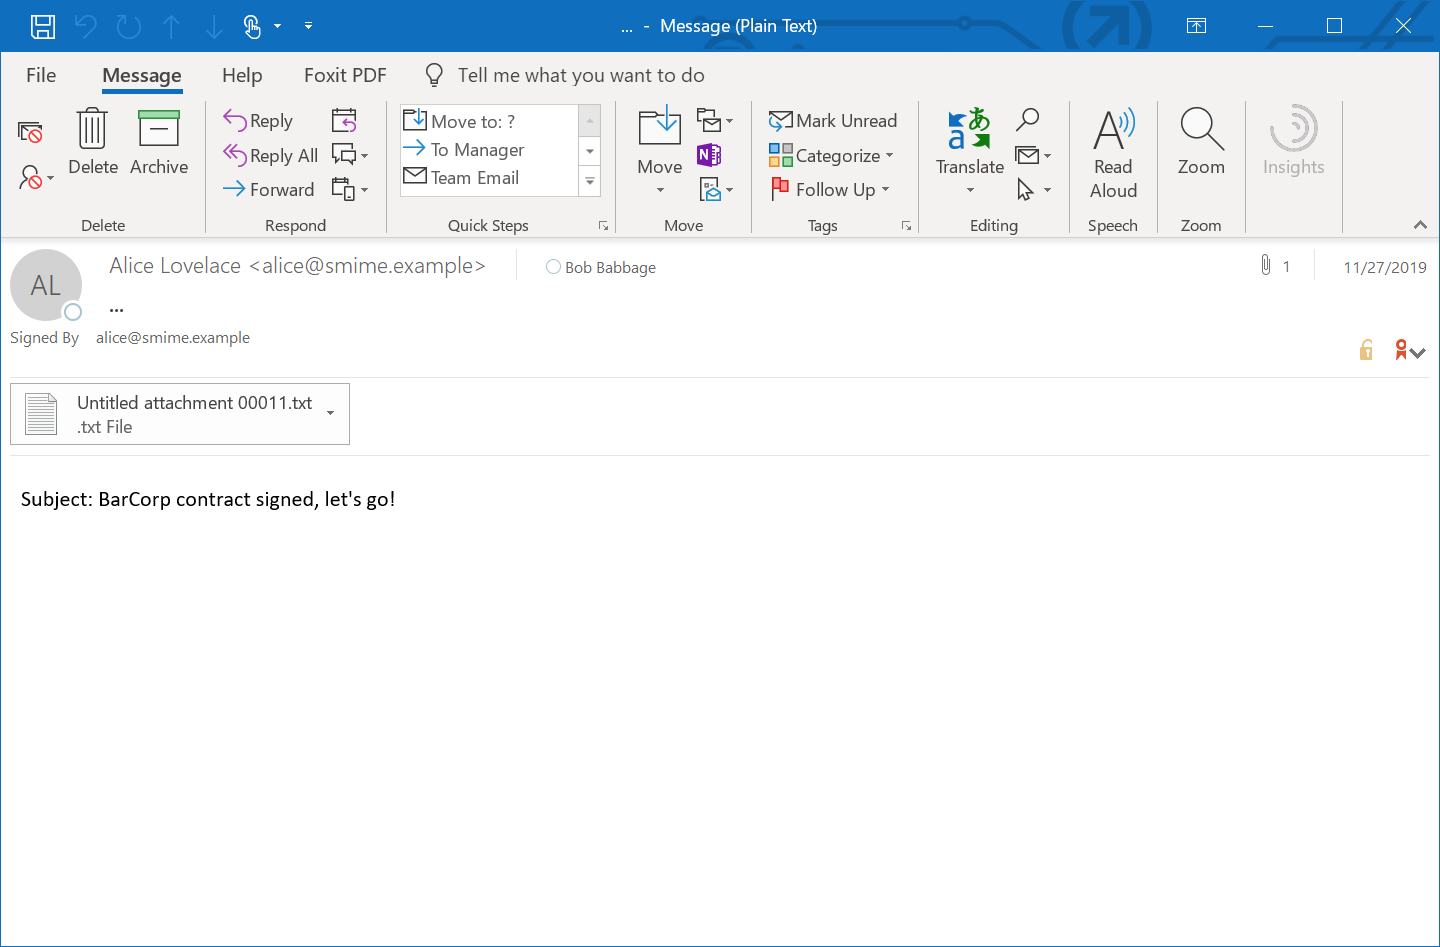 ... - Message (Plain Text)
File Message Help Foxit PDF Tell me what you want to do
Delete
Archive
Delete
Reply
Reply All
Forward
Respond
Move to: ?
To Manager
Team Email
Quick Steps
Move
Move
Mark Unread
Categorize
Follow Up
Tags
Translate
Editing
Read
Aloud
Speech
Zoom
Zoom
Insights
AL
Alice Lovelace <alice@smime.example>
Bob Babbage
1
11/27/2019
...
Signed By alice@smime.example
Untitled attachment 00011.txt
.txt File
Subject: BarCorp contract signed, let's go!